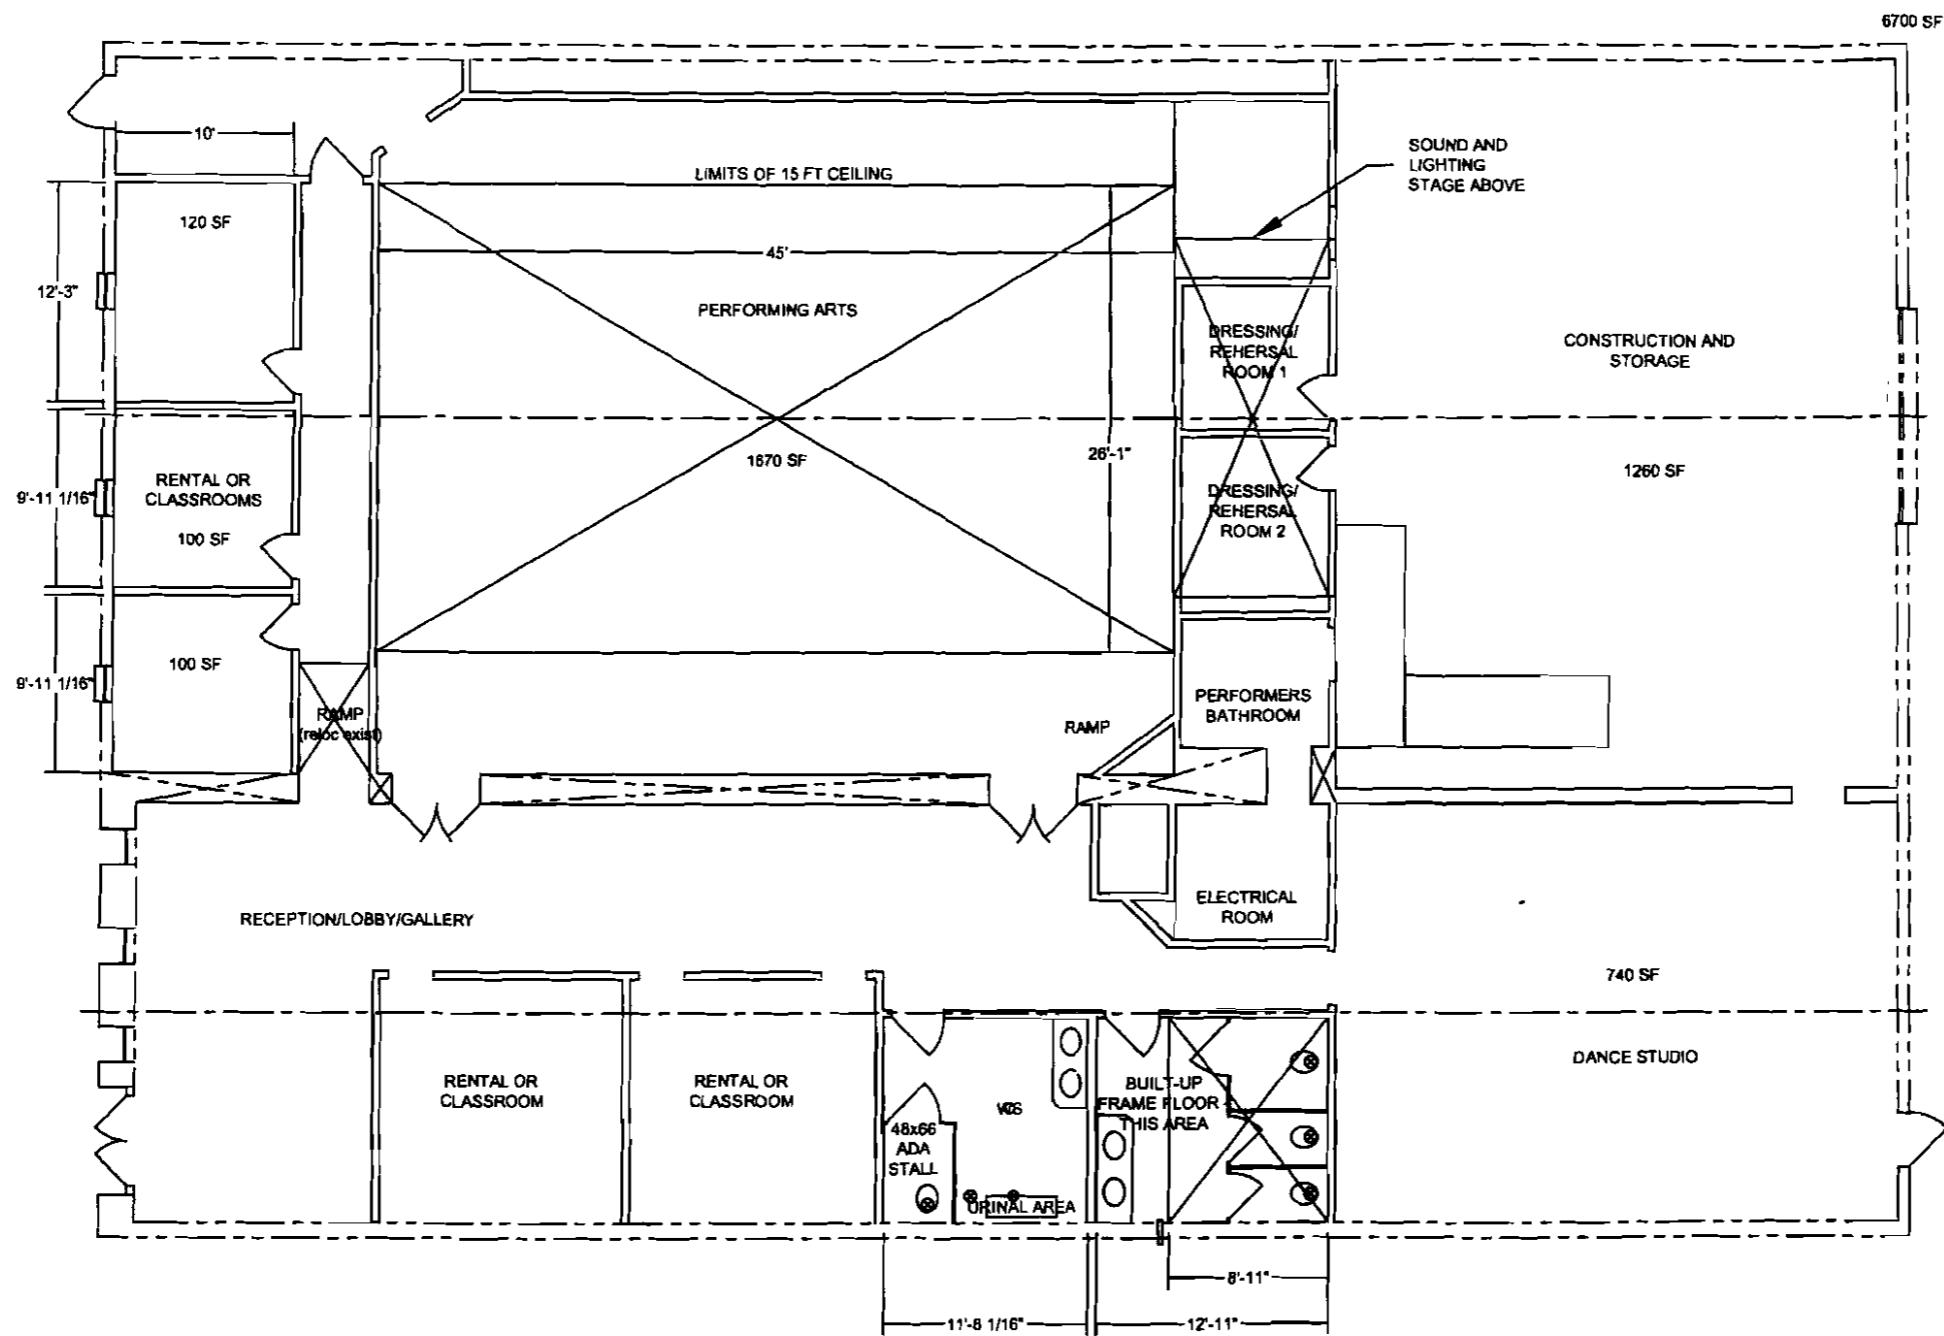 6700 SF
10'
LIMITS OF 15 FT CEILING
SOUND AND
LIGHTING
STAGE ABOVE
120 SF
45'
12'-3"
PERFORMING ARTS
DRESSING/
REHERSAL
ROOM 1
CONSTRUCTION AND
STORAGE
1670 SF
26'-1"
1260 SF
RENTAL OR
CLASSROOMS
9'-11 1/16"
100 SF
DRESSING/
REHERSAL
ROOM 2
100 SF
9'-11 1/16"
RAMP
(reloc exist)
RAMP
PERFORMERS
BATHROOM
RECEPTION/LOBBY/GALLERY
ELECTRICAL
ROOM
740 SF
DANCE STUDIO
RENTAL OR
CLASSROOM
RENTAL OR
CLASSROOM
48x66
ADA
STALL
URINAL AREA
BUILT-UP
FRAME FLOOR
THIS AREA
8'-11"
11'-8 1/16"
12'-11"